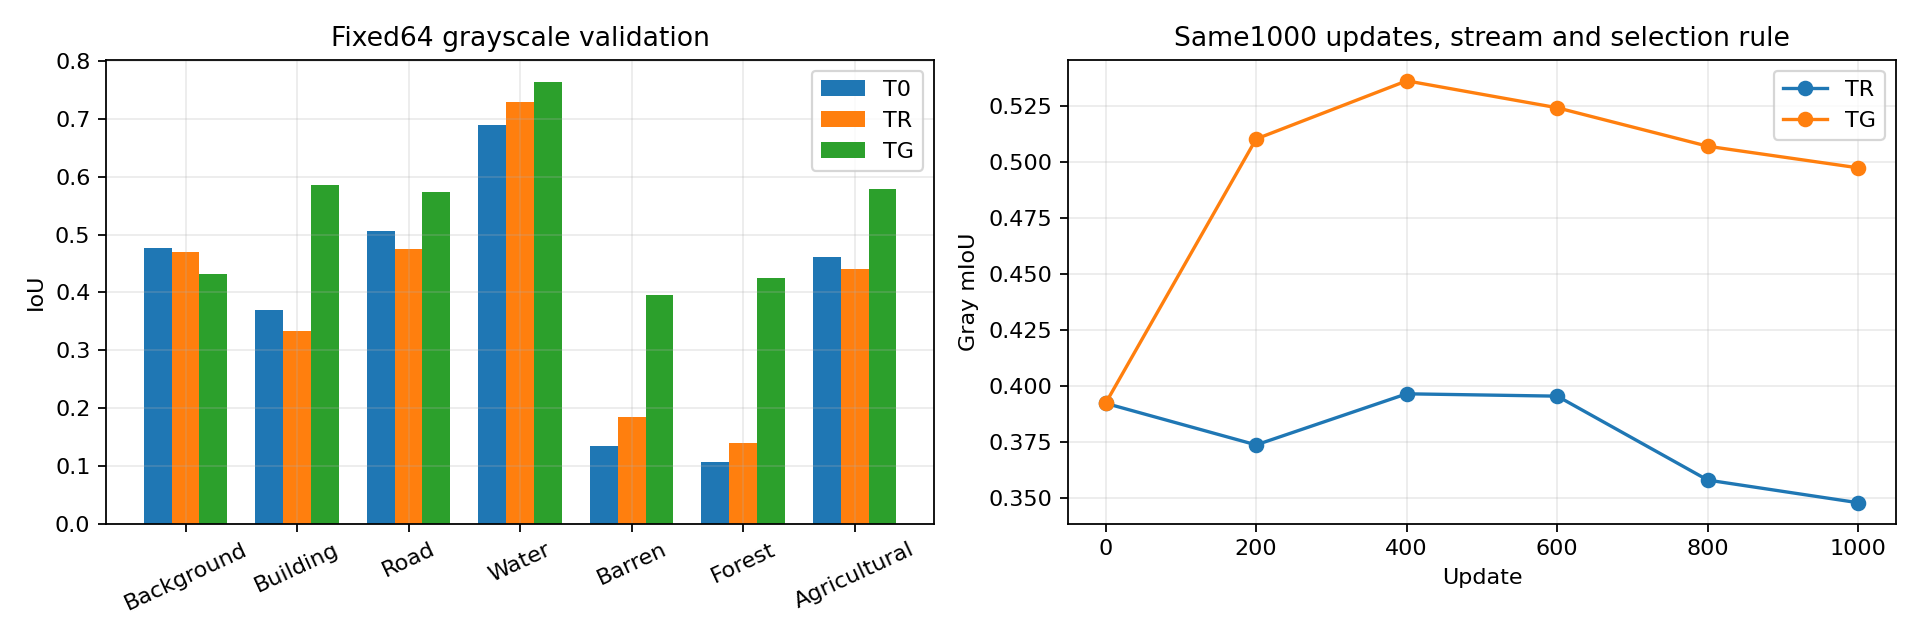 Fixed64 grayscale validation
IoU
0.8
0.7
0.6
0.5
0.4
0.3
0.2
0.1
0.0
T0
TR
TG
Background
Building
Road
Water
Barren
Forest
Agricultural
Same1000 updates, stream and selection rule
Gray mIoU
0.525
0.500
0.475
0.450
0.425
0.400
0.375
0.350
TR
TG
0
200
400
600
800
1000
Update